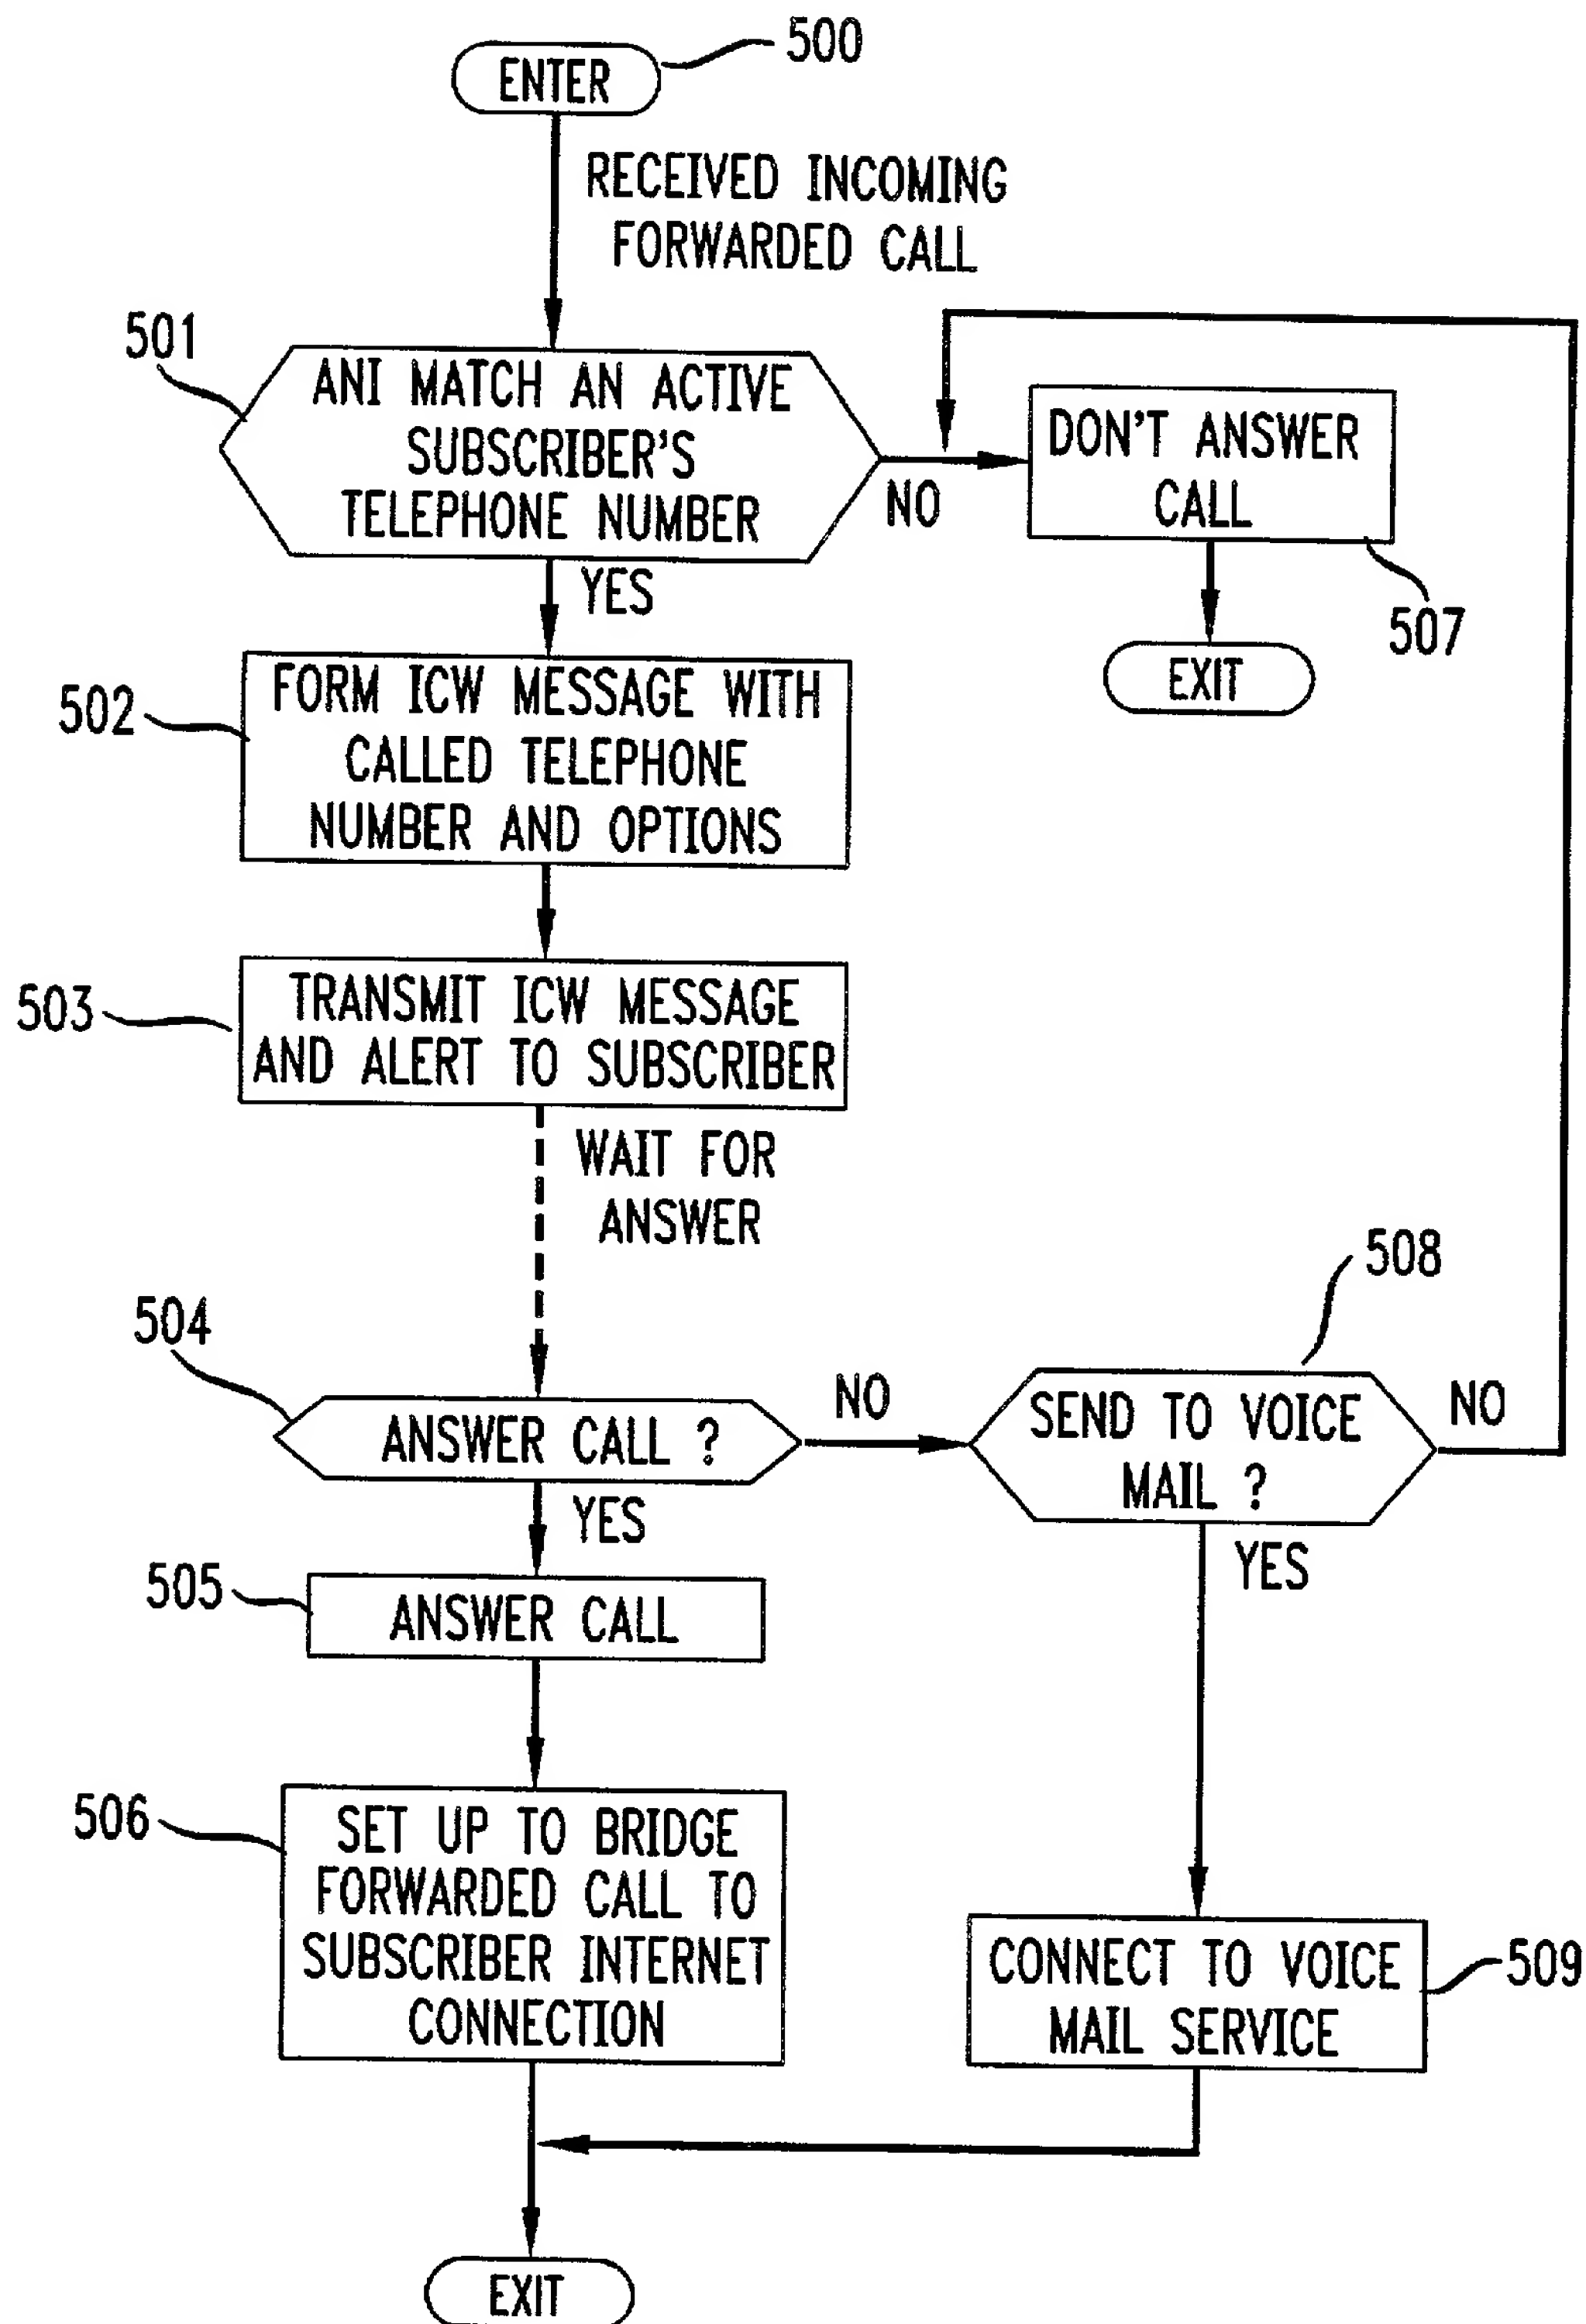 500
ENTER
RECEIVED INCOMING
FORWARDED CALL
501
ANI MATCH AN ACTIVE
SUBSCRIBER'S
TELEPHONE NUMBER
NO
DON'T ANSWER
CALL
507
EXIT
YES
502
FORM ICW MESSAGE WITH
CALLED TELEPHONE
NUMBER AND OPTIONS
503
TRANSMIT ICW MESSAGE
AND ALERT TO SUBSCRIBER
WAIT FOR
ANSWER
504
ANSWER CALL ?
NO
508
SEND TO VOICE
MAIL ?
NO
YES
YES
505
ANSWER CALL
506
SET UP TO BRIDGE
FORWARDED CALL TO
SUBSCRIBER INTERNET
CONNECTION
CONNECT TO VOICE
MAIL SERVICE
509
EXIT